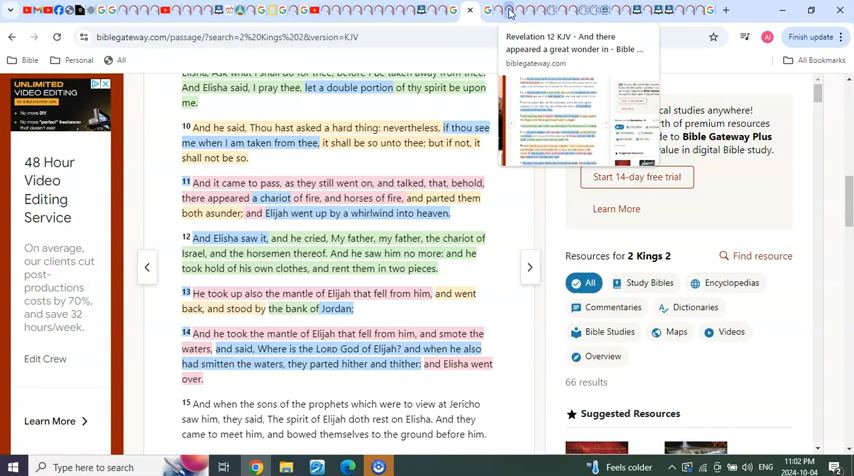 biblegateway.com/passage/?search=2%20Kings%202&version=KJV
AI
Finish update
Bible
Personal
All
All Bookmarks
Revelation 12 KJV - And there
appeared a great wonder in - Bible ...
biblegateway.com
UNLIMITED
VIDEO EDITING
No more DIY
No more "perfect" freelancer
that doesn't exist
48 Hour
Video
Editing
Service
On average,
our clients cut
post-
productions
costs by 70%,
and save 32
hours/week.
Edit Crew
Learn More
Elisha, Ask what I shall do for thee, before I be taken away from thee.
And Elisha said, I pray thee, let a double portion of thy spirit be upon
me.
10 And he said, Thou hast asked a hard thing: nevertheless, if thou see
me when I am taken from thee, it shall be so unto thee; but if not, it
shall not be so.
11 And it came to pass, as they still went on, and talked, that, behold,
there appeared a chariot of fire, and horses of fire, and parted them
both asunder; and Elijah went up by a whirlwind into heaven.
12 And Elisha saw it, and he cried, My father, my father, the chariot of
Israel, and the horsemen thereof. And he saw him no more: and he
took hold of his own clothes, and rent them in two pieces.
13 He took up also the mantle of Elijah that fell from him, and went
back, and stood by the bank of Jordan;
14 And he took the mantle of Elijah that fell from him, and smote the
waters, and said, Where is the LORD God of Elijah? and when he also
had smitten the waters, they parted hither and thither: and Elisha went
over.
15 And when the sons of the prophets which were to view at Jericho
saw him, they said, The spirit of Elijah doth rest on Elisha. And they
came to meet him, and bowed themselves to the ground before him.
cal studies anywhere!
rth of premium resources
de to Bible Gateway Plus
value in digital Bible study.
Start 14-day free trial
Learn More
Resources for 2 Kings 2
Find resource
All
Study Bibles
Encyclopedias
Commentaries
Dictionaries
Bible Studies
Maps
Videos
Overview
66 results
Suggested Resources
Type here to search
Feels colder
ENG
11:02 PM
2024-10-04
2